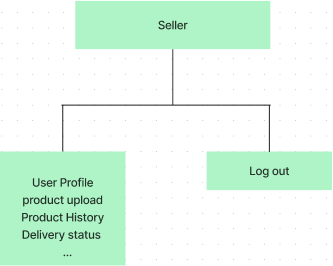 Seller
User Profile
product upload
Product History
Delivery status
...
Log out